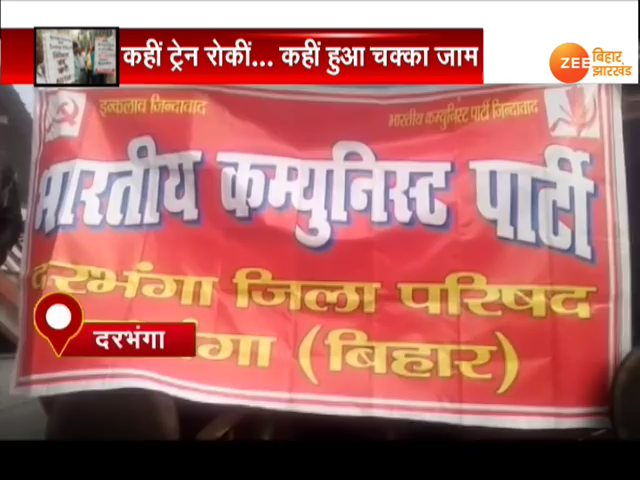 कहीं ट्रेन रोकीं... कहीं हुआ चक्का जाम
ZEE बिहार झारखंड
इन्कलाब जिन्दाबाद
भारतीय कम्युनिस्ट पार्टी जिन्दाबाद
भारतीय कम्युनिस्ट पार्टी
दरभंगा जिला परिषद
दरभंगा
(बिहार)